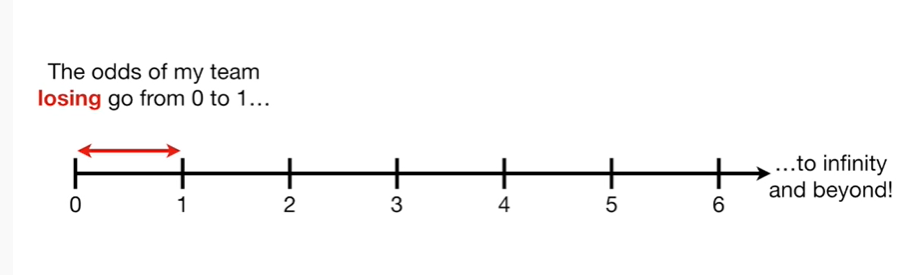 The odds of my team
losing go from 0 to 1…
…to infinity
and beyond!
0 1 2 3 4 5 6